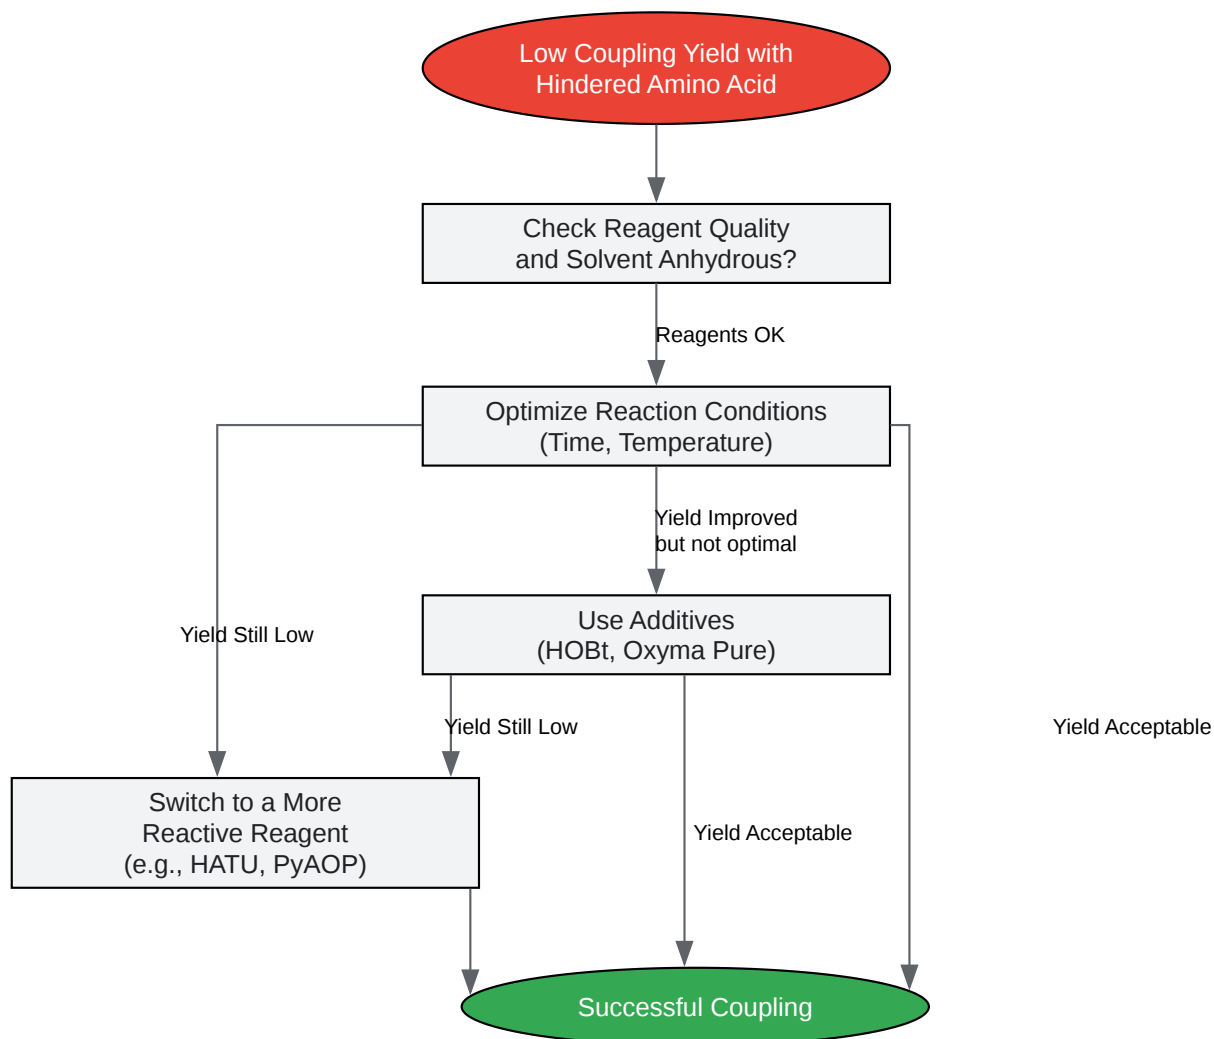 Low Coupling Yield with
Hindered Amino Acid
Check Reagent Quality
and Solvent Anhydrous?
Reagents OK
Optimize Reaction Conditions
(Time, Temperature)
Yield Improved
but not optimal
Use Additives
(HOBt, Oxyma Pure)
Yield Still Low
Yield Still Low
Yield Acceptable
Switch to a More
Reactive Reagent
(e.g., HATU, PyAOP)
Yield Acceptable
Successful Coupling